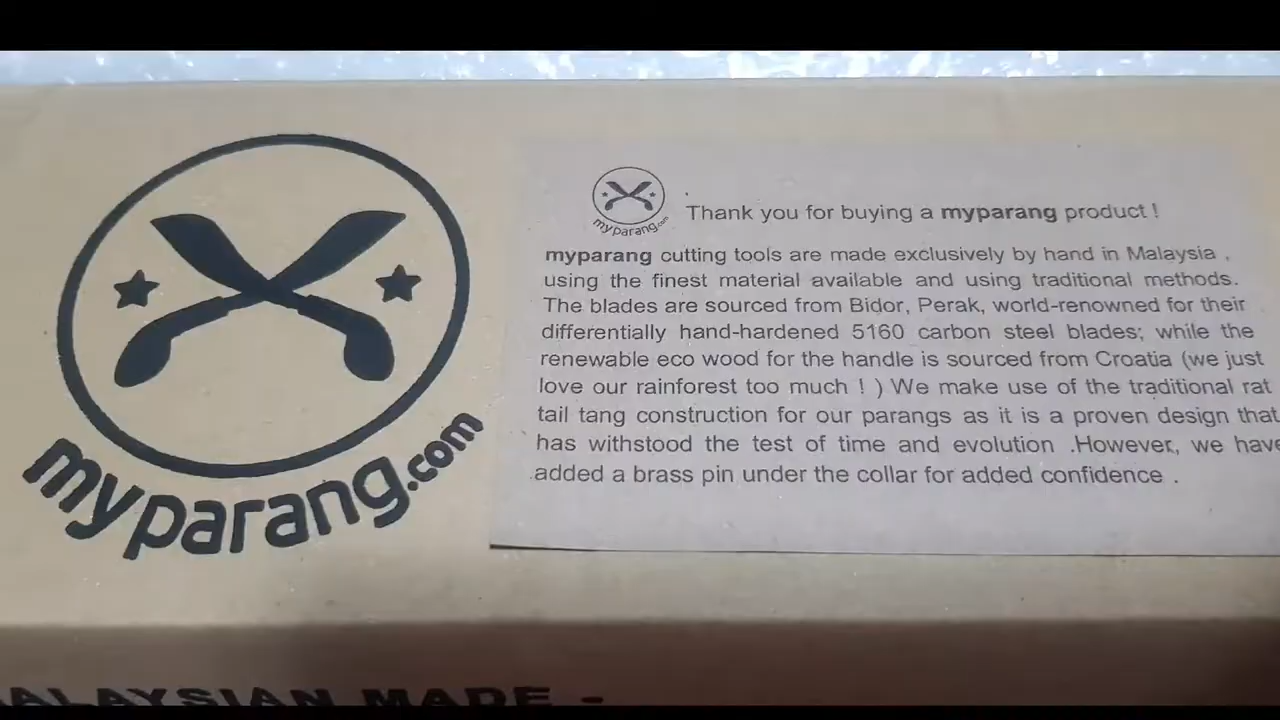 myparang.com
myparang.com
Thank you for buying a myparang product !
myparang cutting tools are made exclusively by hand in Malaysia ,
using the finest material available and using traditional methods.
The blades are sourced from Bidor, Perak, world-renowned for their
differentially hand-hardened 5160 carbon steel blades; while the
renewable eco wood for the handle is sourced from Croatia (we just
love our rainforest too much ! ) We make use of the traditional rat
tail tang construction for our parangs as it is a proven design that
has withstood the test of time and evolution .However, we have
added a brass pin under the collar for added confidence .
ALAYSIAN MADE -